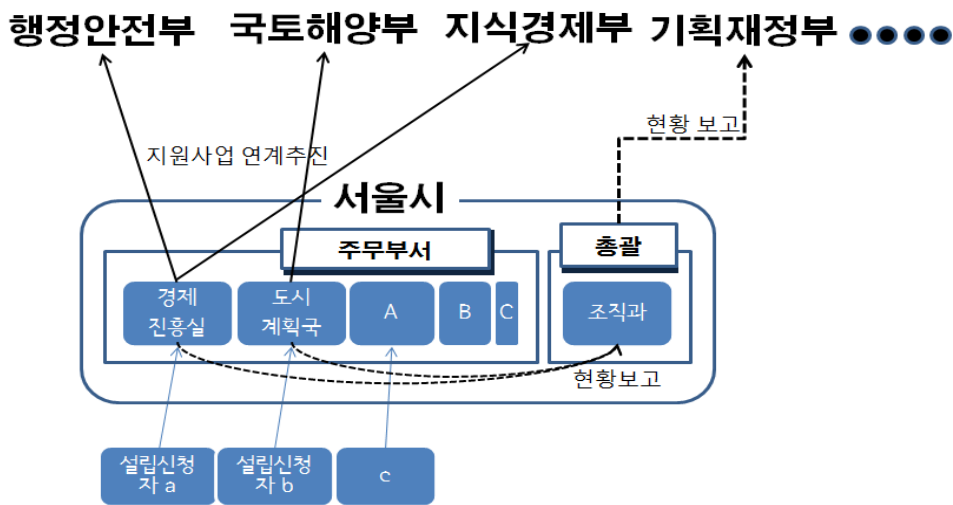 행정안전부 국토해양부 지식경제부 기획재정부
현황 보고
지원사업 연계추진
서울시
주무부서
총괄
경제
진흥실
도시
계획국
A
B
C
조직과
현황보고
설립신청
자 a
설립신청
자 b
c